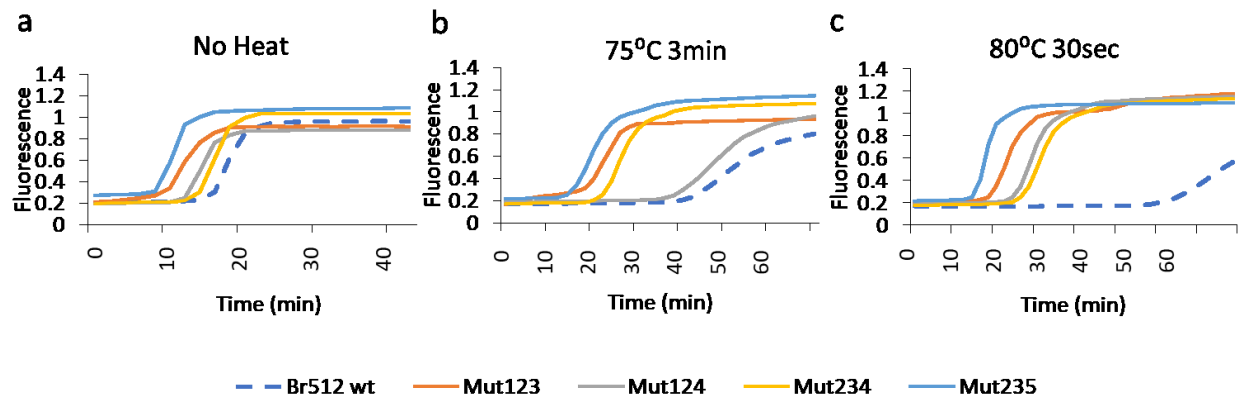 a
No Heat
Fluorescence
1.4
1.2
1
0.8
0.6
0.4
0.2
0
0 10 20 30 40
Time (min)
b
75⁰C 3min
Fluorescence
1.4
1.2
1
0.8
0.6
0.4
0.2
0
0 10 20 30 40 50 60
Time (min)
c
80⁰C 30sec
Fluorescence
1.4
1.2
1
0.8
0.6
0.4
0.2
0
0 10 20 30 40 50 60
Time (min)
Br512 wt Mut123 Mut124 Mut234 Mut235